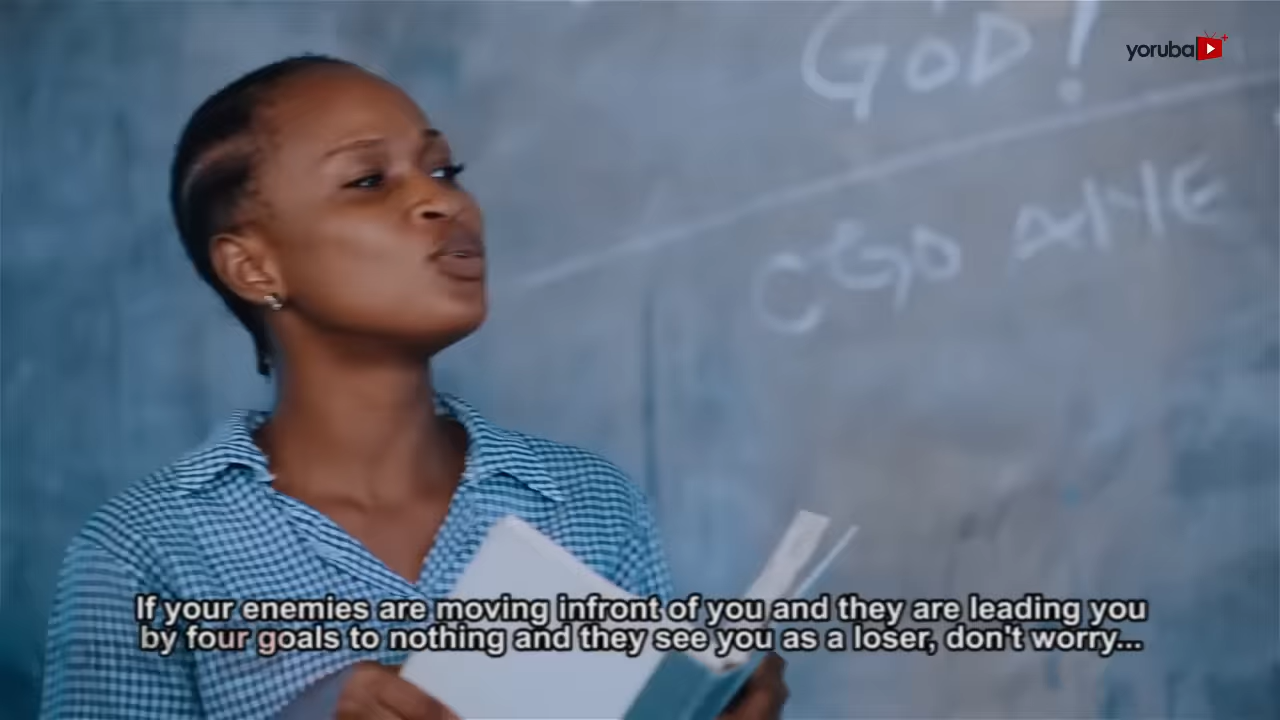 GOD!
yoruba
If your enemies are moving infront of you and they are leading you
by four goals to nothing and they see you as a loser, don't worry...